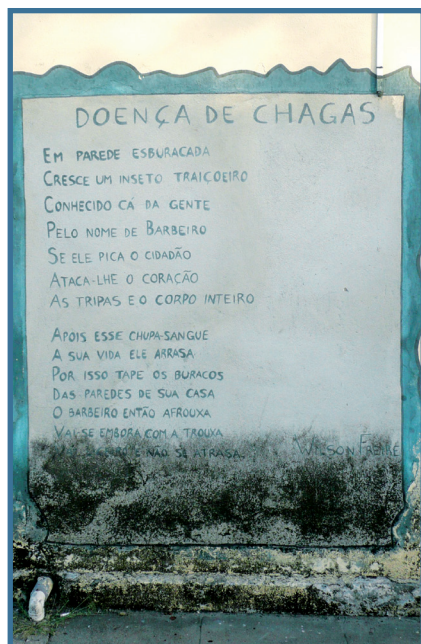 DOENÇA DE CHAGAS
EM PAREDE ESBURACADA
CRESCE UM INSETO TRAIÇOEIRO
CONHECIDO CÁ DA GENTE
PELO NOME DE BARBEIRO
SE ELE PICA O CIDADÃO
ATACA-LHE O CORAÇÃO
AS TRIPAS E O CORPO INTEIRO
APOIS ESSE CHUPA-SANGUE
A SUA VIDA ELE ARRASA
POR ISSO TAPE OS BURACOS
DAS PAREDES DE SUA CASA
O BARBEIRO ENTÃO AFROUXA
VAI-SE EMBORA COM A TROUXA
E NÃO SE ATRASA.
WILSON FREIRE